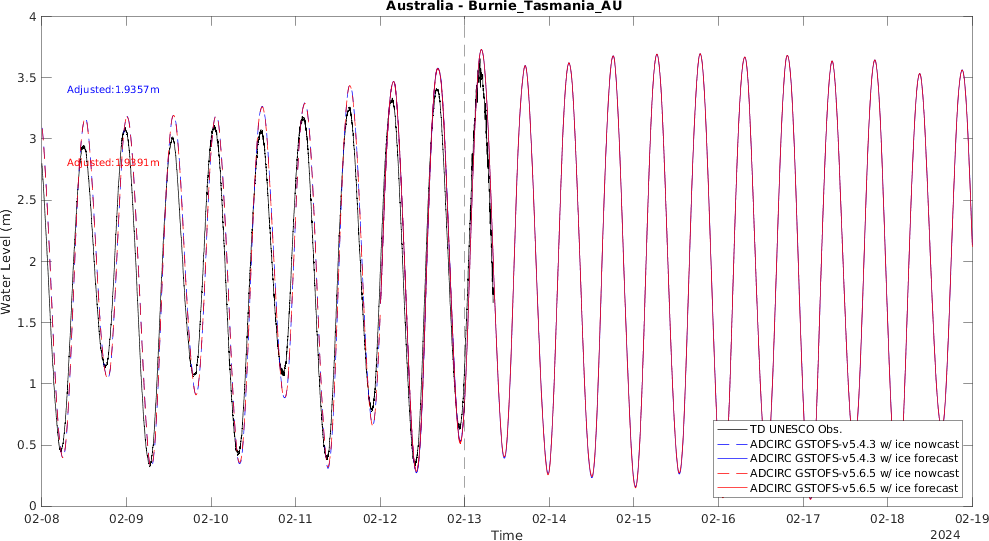 Australia - Burnie_Tasmania_AU
4
3.5
3
2.5
2
1.5
1
0.5
0
Water Level (m)
Adjusted:1.9357m
Adjusted:1.9391m
TD UNESCO Obs.
ADCIRC GSTOFS-v5.4.3 w/ ice nowcast
ADCIRC GSTOFS-v5.4.3 w/ ice forecast
ADCIRC GSTOFS-v5.6.5 w/ ice nowcast
ADCIRC GSTOFS-v5.6.5 w/ ice forecast
02-08 02-09 02-10 02-11 02-12 02-13 02-14 02-15 02-16 02-17 02-18 02-19
Time
2024